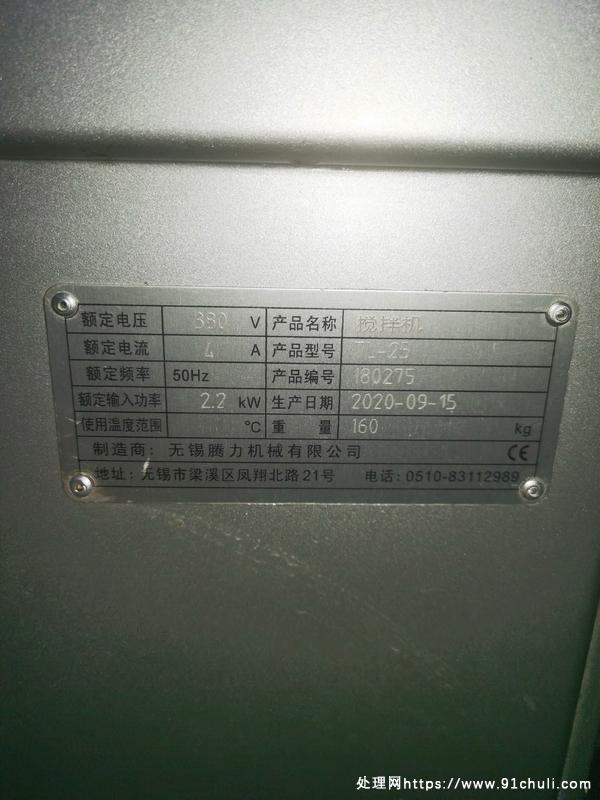 额定电压 380 V 产品名称 搅拌机
额定电流 4 A 产品型号 TL-25
额定频率 50Hz 产品编号 180275
额定输入功率 2.2 kW 生产日期 2020-09-15
使用温度范围 ℃ 重量 160 kg
制造商：无锡腾力机械有限公司 CE
地址：无锡市梁溪区凤翔北路21号 电话：0510-83112989
处理网https://www.91chuli.com